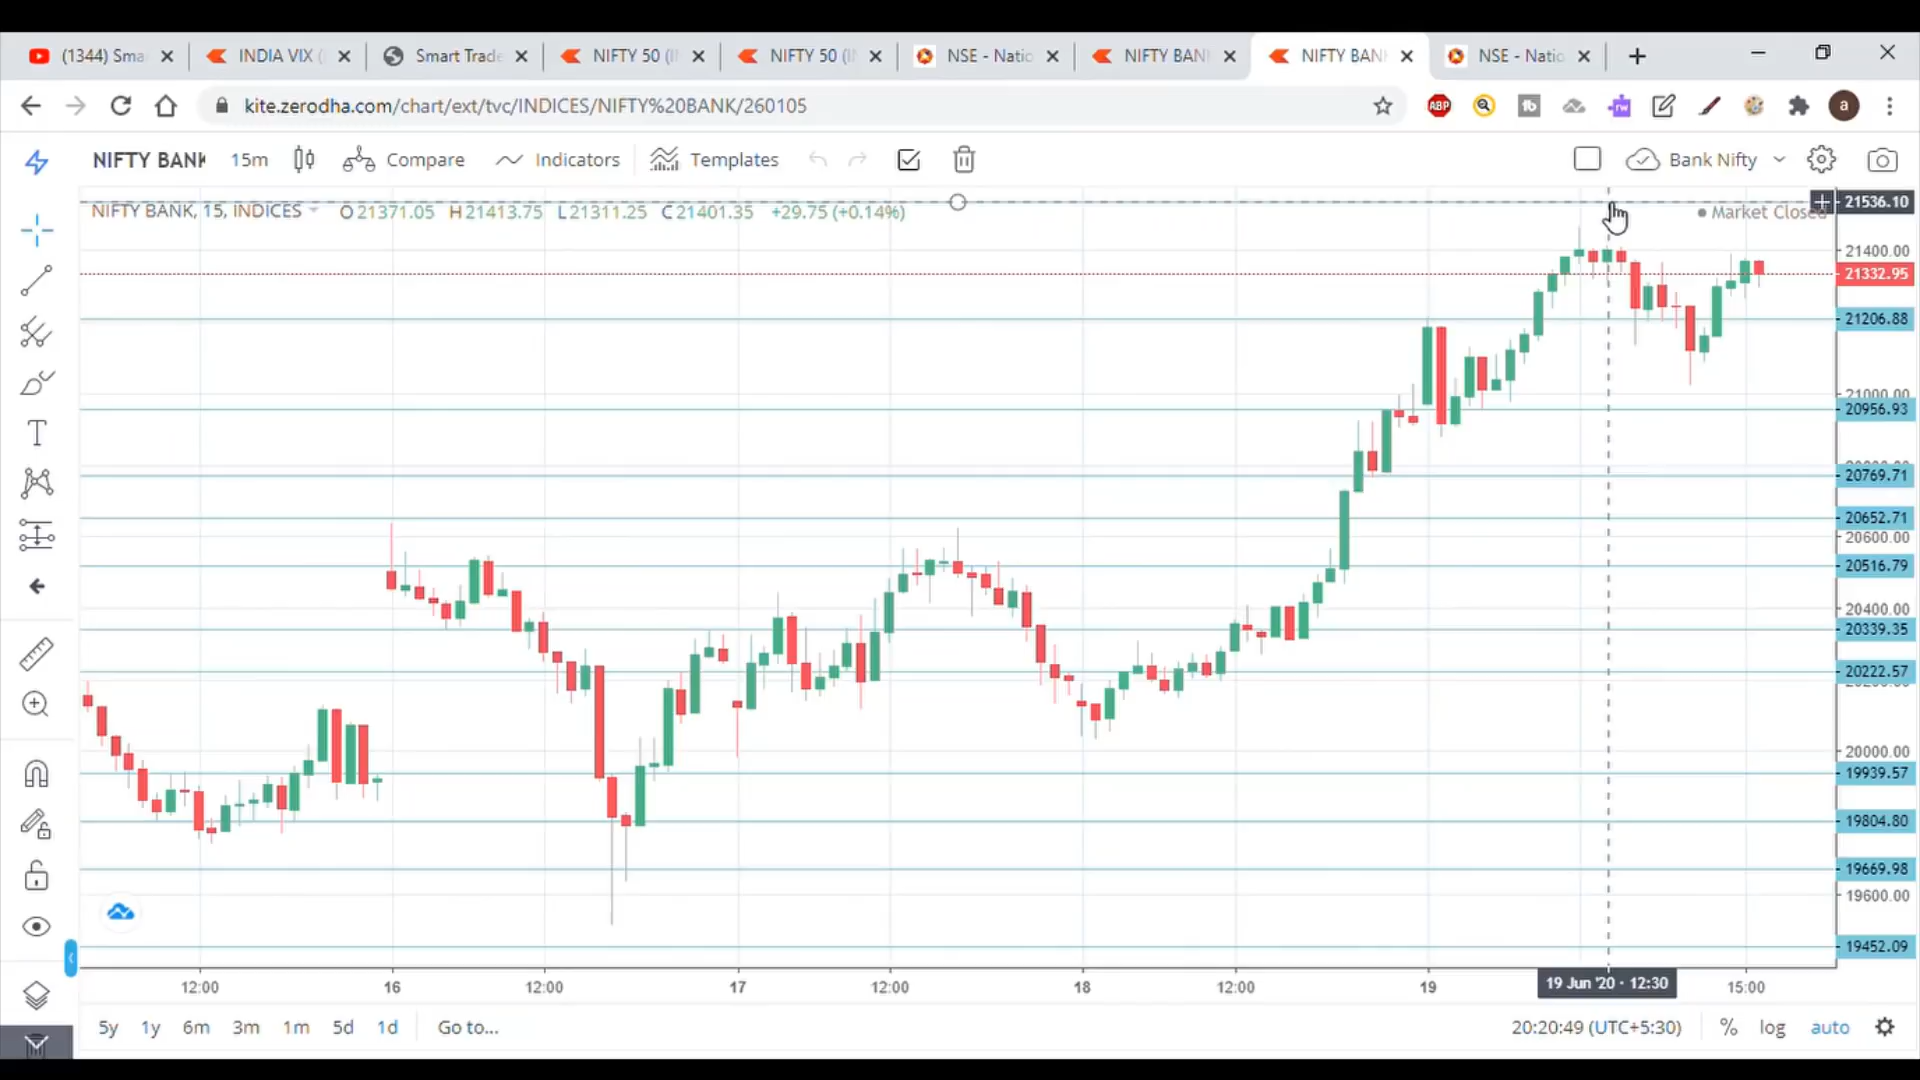 (1344) Sma
INDIA VIX (
Smart Trade
NIFTY 50 (I
NIFTY 50 (I
NSE - Natio
NIFTY BAN
NIFTY BAN
NSE - Natio
kite.zerodha.com/chart/ext/tvc/INDICES/NIFTY%20BANK/260105
ABP
fb
rw
a
NIFTY BANK
15m
Compare
Indicators
Templates
Bank Nifty
NIFTY BANK, 15, INDICES
O21371.05 H21413.75 L21311.25 C21401.35 +29.75 (+0.14%)
Market Closed
21536.10
21400.00
21332.95
21206.88
21000.00
20956.93
20769.71
20652.71
20600.00
20516.79
20400.00
20339.35
20222.57
20000.00
19939.57
19804.80
19669.98
19600.00
19452.09
12:00 16 12:00 17 12:00 18 12:00 19 19 Jun '20 · 12:30 15:00
5y 1y 6m 3m 1m 5d 1d Go to...
20:20:49 (UTC+5:30) % log auto